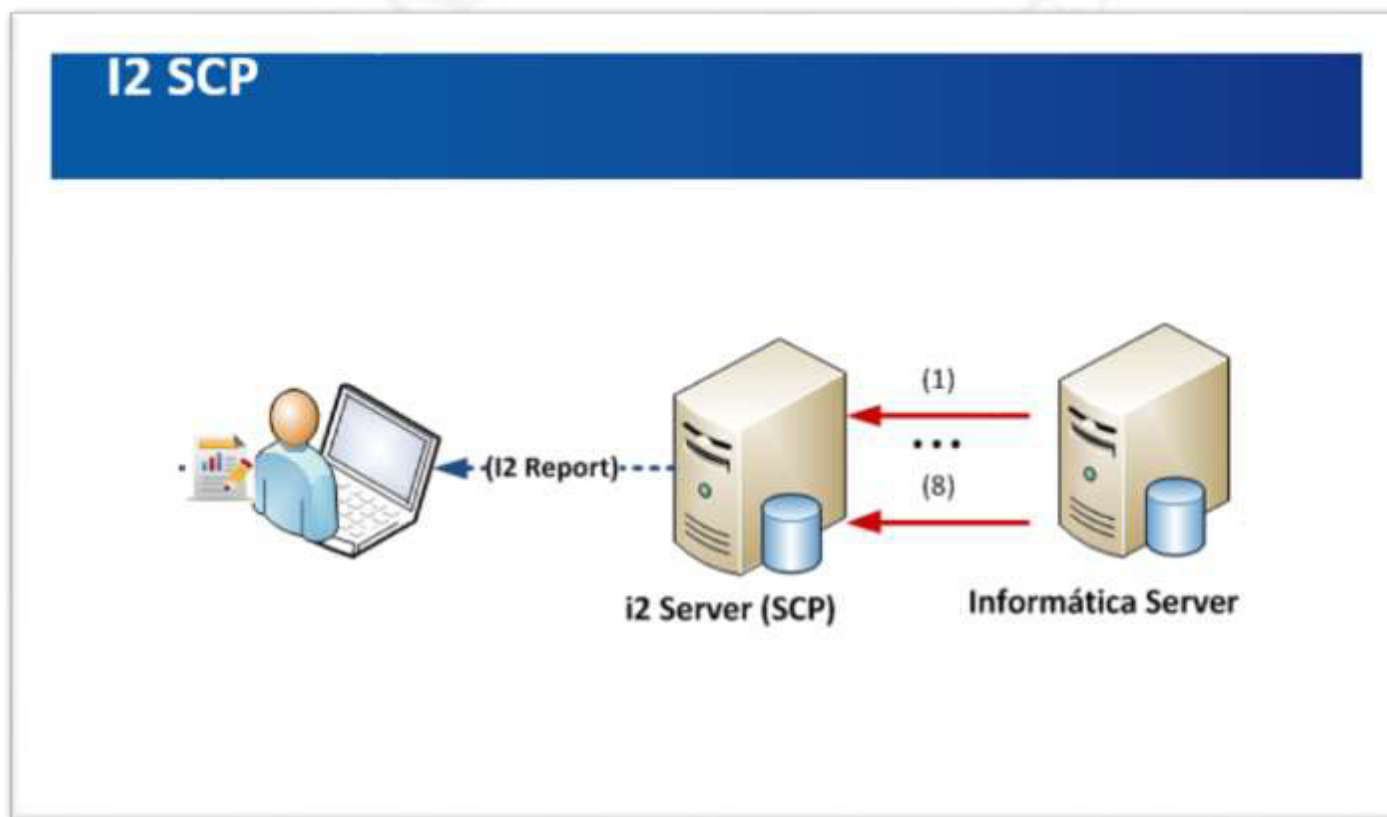 I2 SCP
(1)
(I2 Report)
...
(8)
i2 Server (SCP)
Informática Server